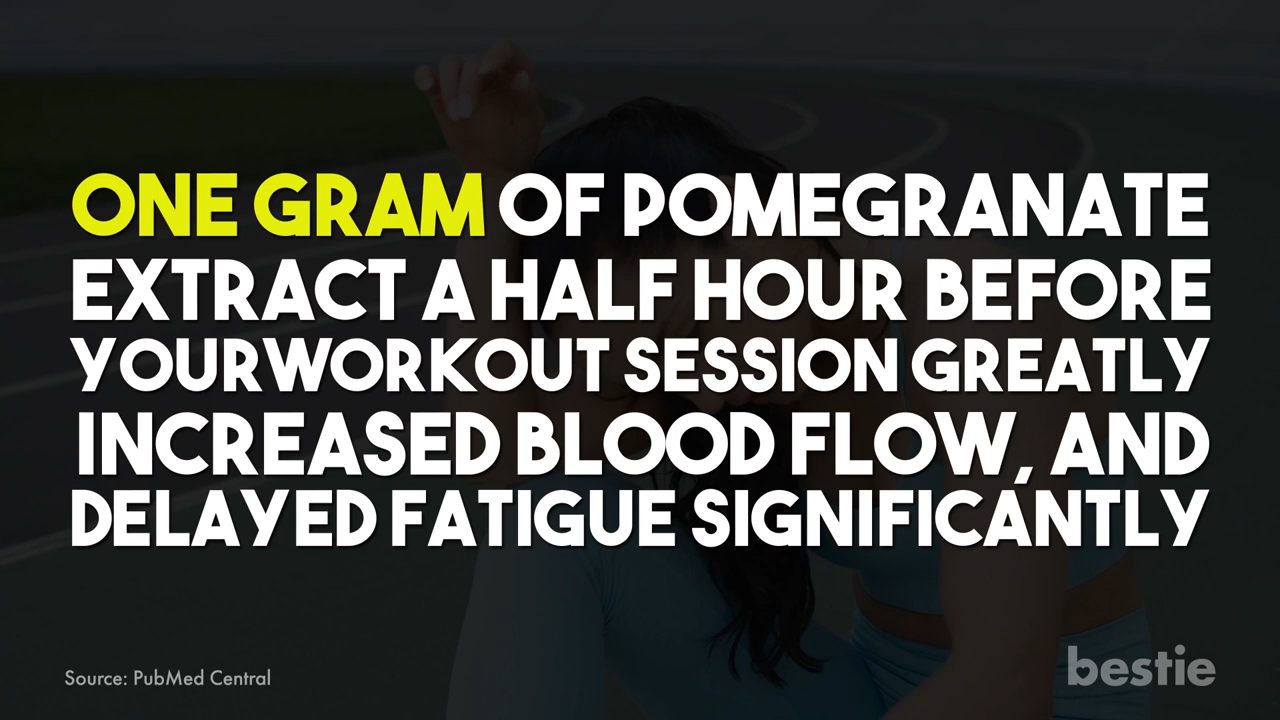 ONE GRAM OF POMEGRANATE
EXTRACT A HALF HOUR BEFORE
YOURWORKOUT SESSION GREATLY
INCREASED BLOOD FLOW, AND
DELAYED FATIGUE SIGNIFICANTLY
Source: PubMed Central
bestie